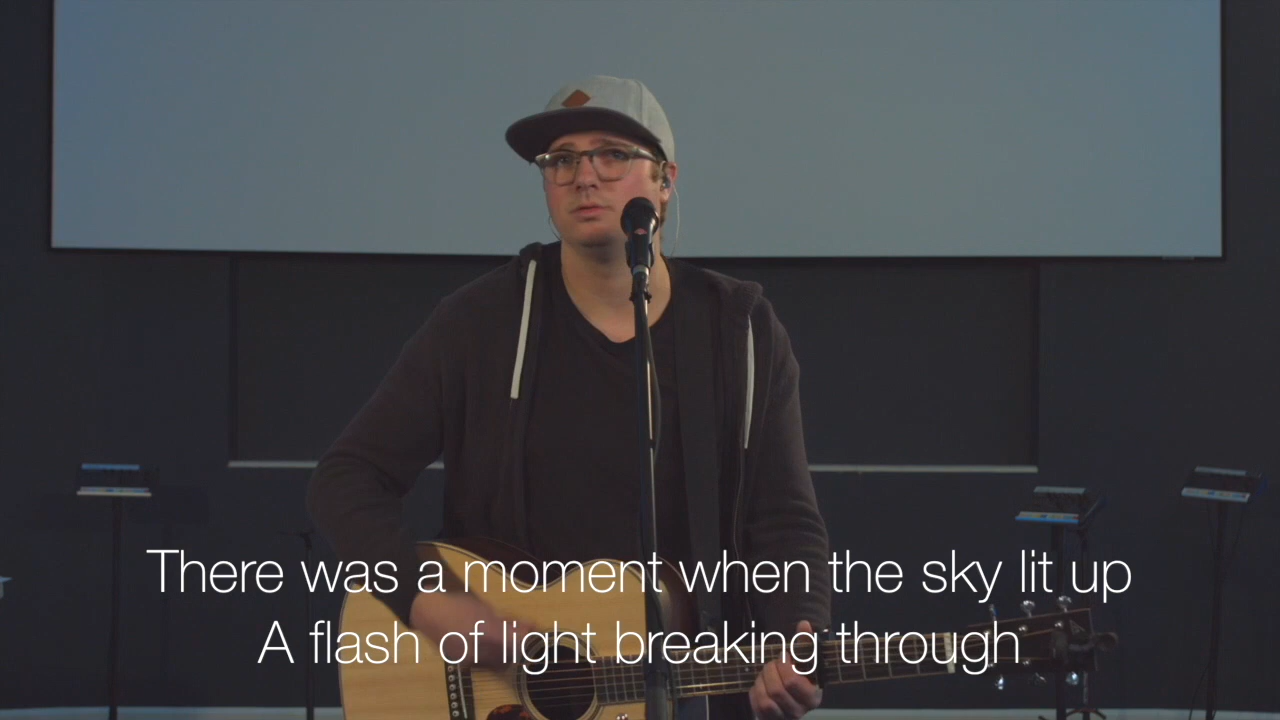 There was a moment when the sky lit up
A flash of light breaking through